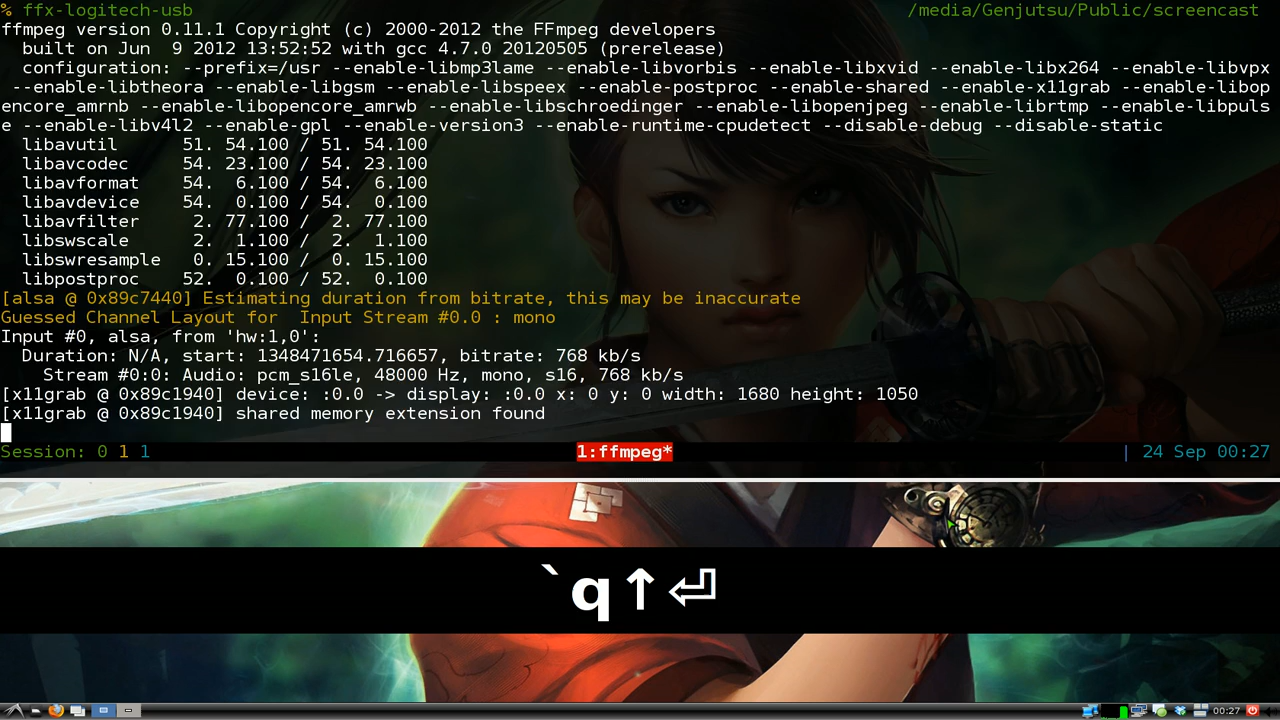 % ffx-logitech-usb /media/Genjutsu/Public/screencast
ffmpeg version 0.11.1 Copyright (c) 2000-2012 the FFmpeg developers
built on Jun  9 2012 13:52:52 with gcc 4.7.0 20120505 (prerelease)
configuration: --prefix=/usr --enable-libmp3lame --enable-libvorbis --enable-libxvid --enable-libx264 --enable-libvpx
--enable-libtheora --enable-libgsm --enable-libspeex --enable-postproc --enable-shared --enable-x11grab --enable-libop
encore_amrnb --enable-libopencore_amrwb --enable-libschroedinger --enable-libopenjpeg --enable-librtmp --enable-libpuls
e --enable-libv4l2 --enable-gpl --enable-version3 --enable-runtime-cpudetect --disable-debug --disable-static
libavutil      51. 54.100 / 51. 54.100
libavcodec     54. 23.100 / 54. 23.100
libavformat    54.  6.100 / 54.  6.100
libavdevice    54.  0.100 / 54.  0.100
libavfilter     2. 77.100 /  2. 77.100
libswscale      2.  1.100 /  2.  1.100
libswresample   0. 15.100 /  0. 15.100
libpostproc    52.  0.100 / 52.  0.100
[alsa @ 0x89c7440] Estimating duration from bitrate, this may be inaccurate
Guessed Channel Layout for  Input Stream #0.0 : mono
Input #0, alsa, from 'hw:1,0':
Duration: N/A, start: 1348471654.716657, bitrate: 768 kb/s
Stream #0:0: Audio: pcm_s16le, 48000 Hz, mono, s16, 768 kb/s
[x11grab @ 0x89c1940] device: :0.0 -> display: :0.0 x: 0 y: 0 width: 1680 height: 1050
[x11grab @ 0x89c1940] shared memory extension found
Session: 0 1 1 1:ffmpeg* | 24 Sep 00:27
`q↑⏎
00:27